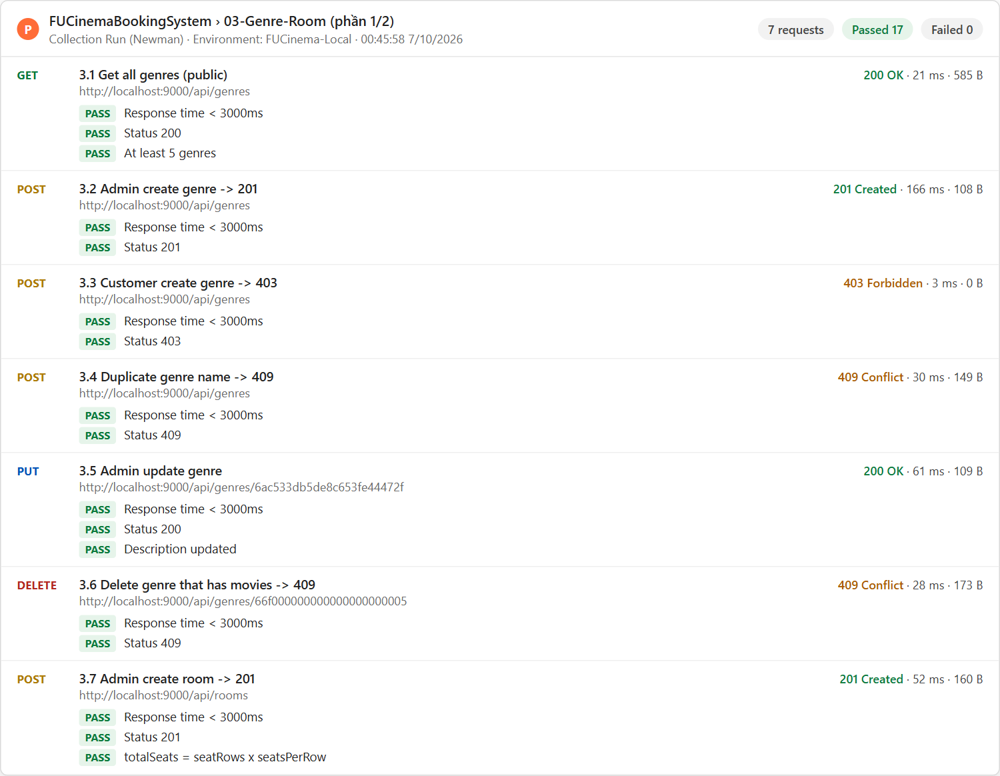 P
FUCinemaBookingSystem › 03-Genre-Room (phần 1/2)
Collection Run (Newman) · Environment: FUCinema-Local · 00:45:58 7/10/2026
7 requests
Passed 17
Failed 0
GET 3.1 Get all genres (public) 200 OK · 21 ms · 585 B
http://localhost:9000/api/genres
PASS Response time < 3000ms
PASS Status 200
PASS At least 5 genres
POST 3.2 Admin create genre -> 201 201 Created · 166 ms · 108 B
http://localhost:9000/api/genres
PASS Response time < 3000ms
PASS Status 201
POST 3.3 Customer create genre -> 403 403 Forbidden · 3 ms · 0 B
http://localhost:9000/api/genres
PASS Response time < 3000ms
PASS Status 403
POST 3.4 Duplicate genre name -> 409 409 Conflict · 30 ms · 149 B
http://localhost:9000/api/genres
PASS Response time < 3000ms
PASS Status 409
PUT 3.5 Admin update genre 200 OK · 61 ms · 109 B
http://localhost:9000/api/genres/6ac533db5de8c653fe44472f
PASS Response time < 3000ms
PASS Status 200
PASS Description updated
DELETE 3.6 Delete genre that has movies -> 409 409 Conflict · 28 ms · 173 B
http://localhost:9000/api/genres/66f000000000000000000005
PASS Response time < 3000ms
PASS Status 409
POST 3.7 Admin create room -> 201 201 Created · 52 ms · 160 B
http://localhost:9000/api/rooms
PASS Response time < 3000ms
PASS Status 201
PASS totalSeats = seatRows x seatsPerRow